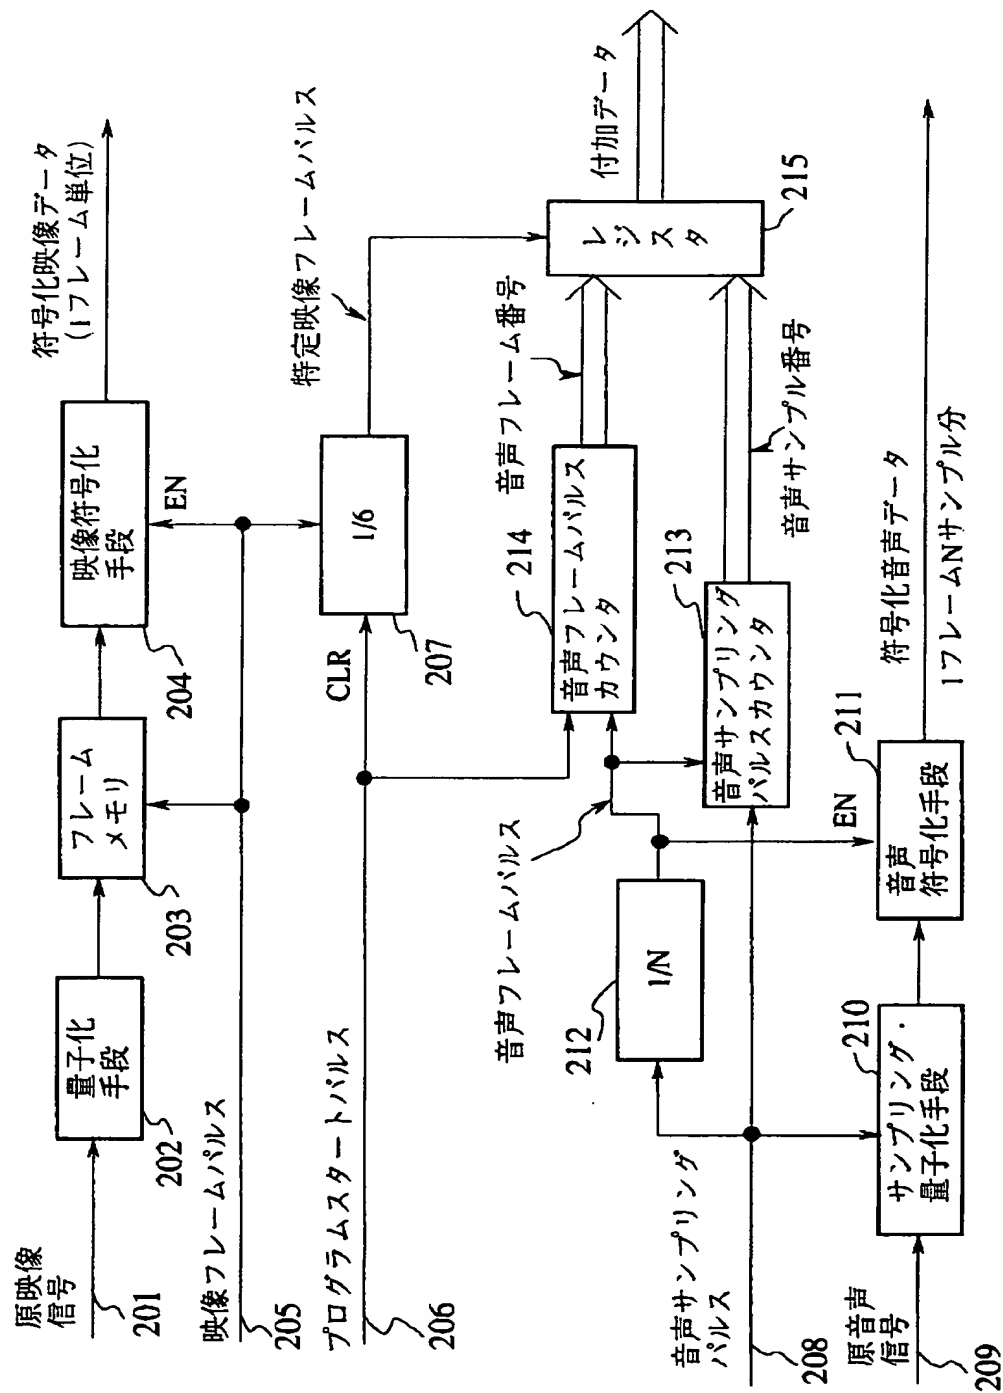 原映像
信号
201
量子化
手段
202
フレーム
メモリ
203
映像符号化
手段
204
EN
符号化映像データ
(1フレーム単位)
映像フレームパルス
205
プログラムスタートパルス
206
CLR
1/6
207
特定映像フレームパルス
音声フレームパルス
音声フレームパルス
カウンタ
214
音声フレーム番号
レジスタ
215
付加データ
1/N
212
音声サンプリング
パルスカウンタ
213
音声サンプル番号
音声サンプリング
パルス
208
原音声
信号
209
サンプリング・
量子化手段
210
EN
音声
符号化手段
211
符号化音声データ
1フレームNサンプル分